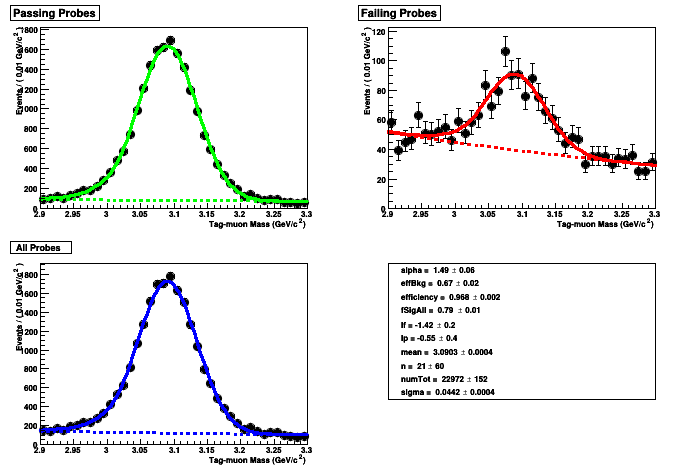 Passing Probes
Events / ( 0.01 GeV/c² )
1800
1600
1400
1200
1000
800
600
400
200
0
2.9 2.95 3 3.05 3.1 3.15 3.2 3.25 3.3
Tag-muon Mass (GeV/c²)
Failing Probes
Events / ( 0.01 GeV/c² )
120
100
80
60
40
20
0
2.9 2.95 3 3.05 3.1 3.15 3.2 3.25 3.3
Tag-muon Mass (GeV/c²)
All Probes
Events / ( 0.01 GeV/c² )
1800
1600
1400
1200
1000
800
600
400
200
0
2.9 2.95 3 3.05 3.1 3.15 3.2 3.25 3.3
Tag-muon Mass (GeV/c²)
alpha = 1.49 ± 0.06
effBkg = 0.67 ± 0.02
efficiency = 0.968 ± 0.002
fSigAll = 0.79 ± 0.01
lf = -1.42 ± 0.2
lp = -0.55 ± 0.4
mean = 3.0903 ± 0.0004
n = 21 ± 60
numTot = 22972 ± 152
sigma = 0.0442 ± 0.0004